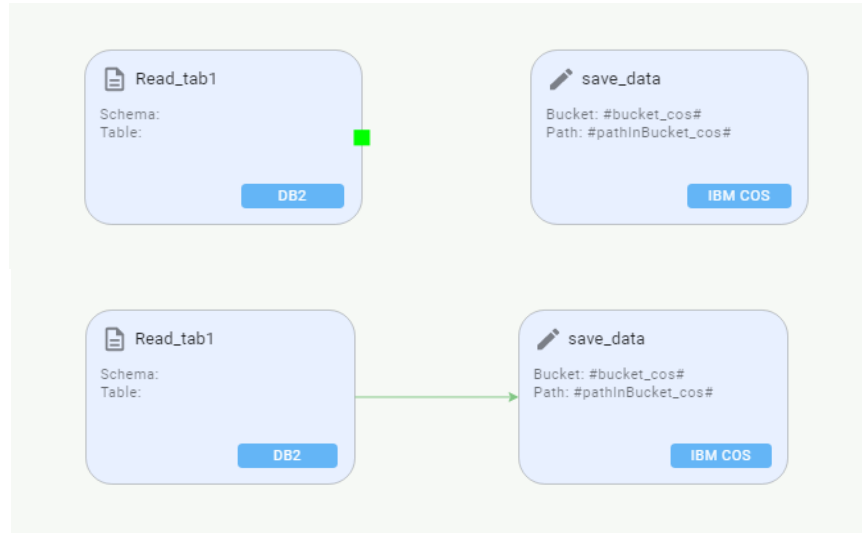 Read_tab1
Schema:
Table:
DB2
save_data
Bucket: #bucket_cos#
Path: #pathInBucket_cos#
IBM COS
Read_tab1
Schema:
Table:
DB2
save_data
Bucket: #bucket_cos#
Path: #pathInBucket_cos#
IBM COS